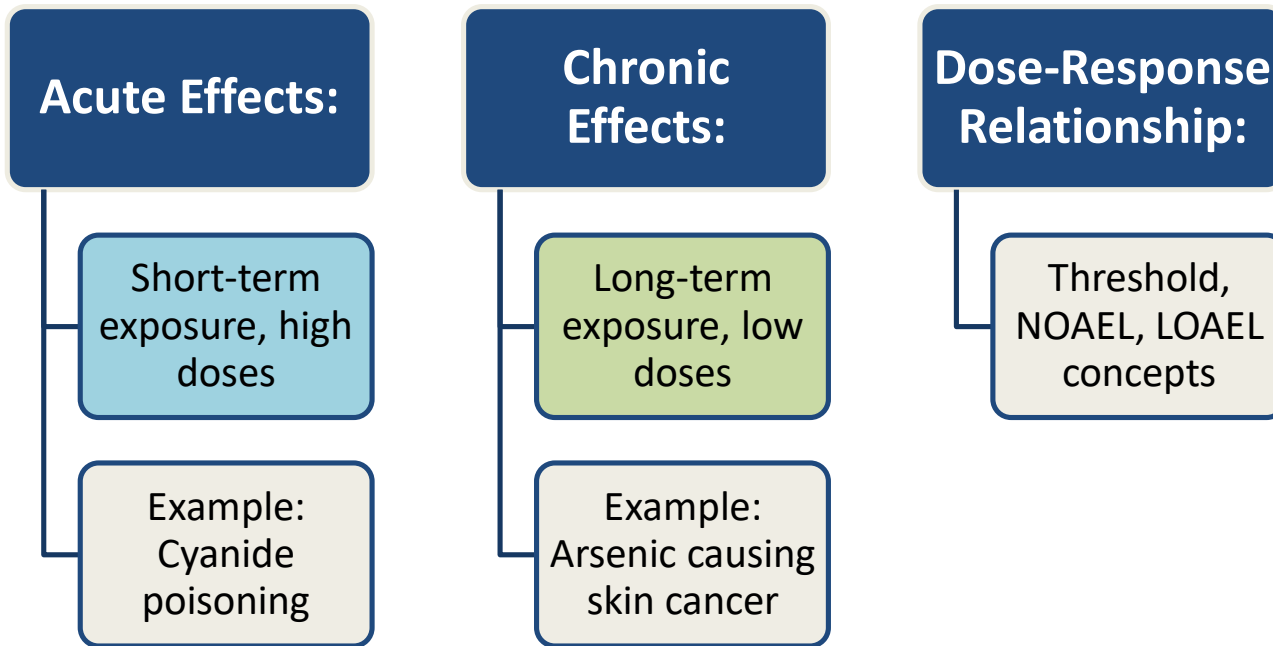 Acute Effects:
Short-term
exposure, high
doses
Example:
Cyanide
poisoning
Chronic
Effects:
Long-term
exposure, low
doses
Example:
Arsenic causing
skin cancer
Dose-Response
Relationship:
Threshold,
NOAEL, LOAEL
concepts